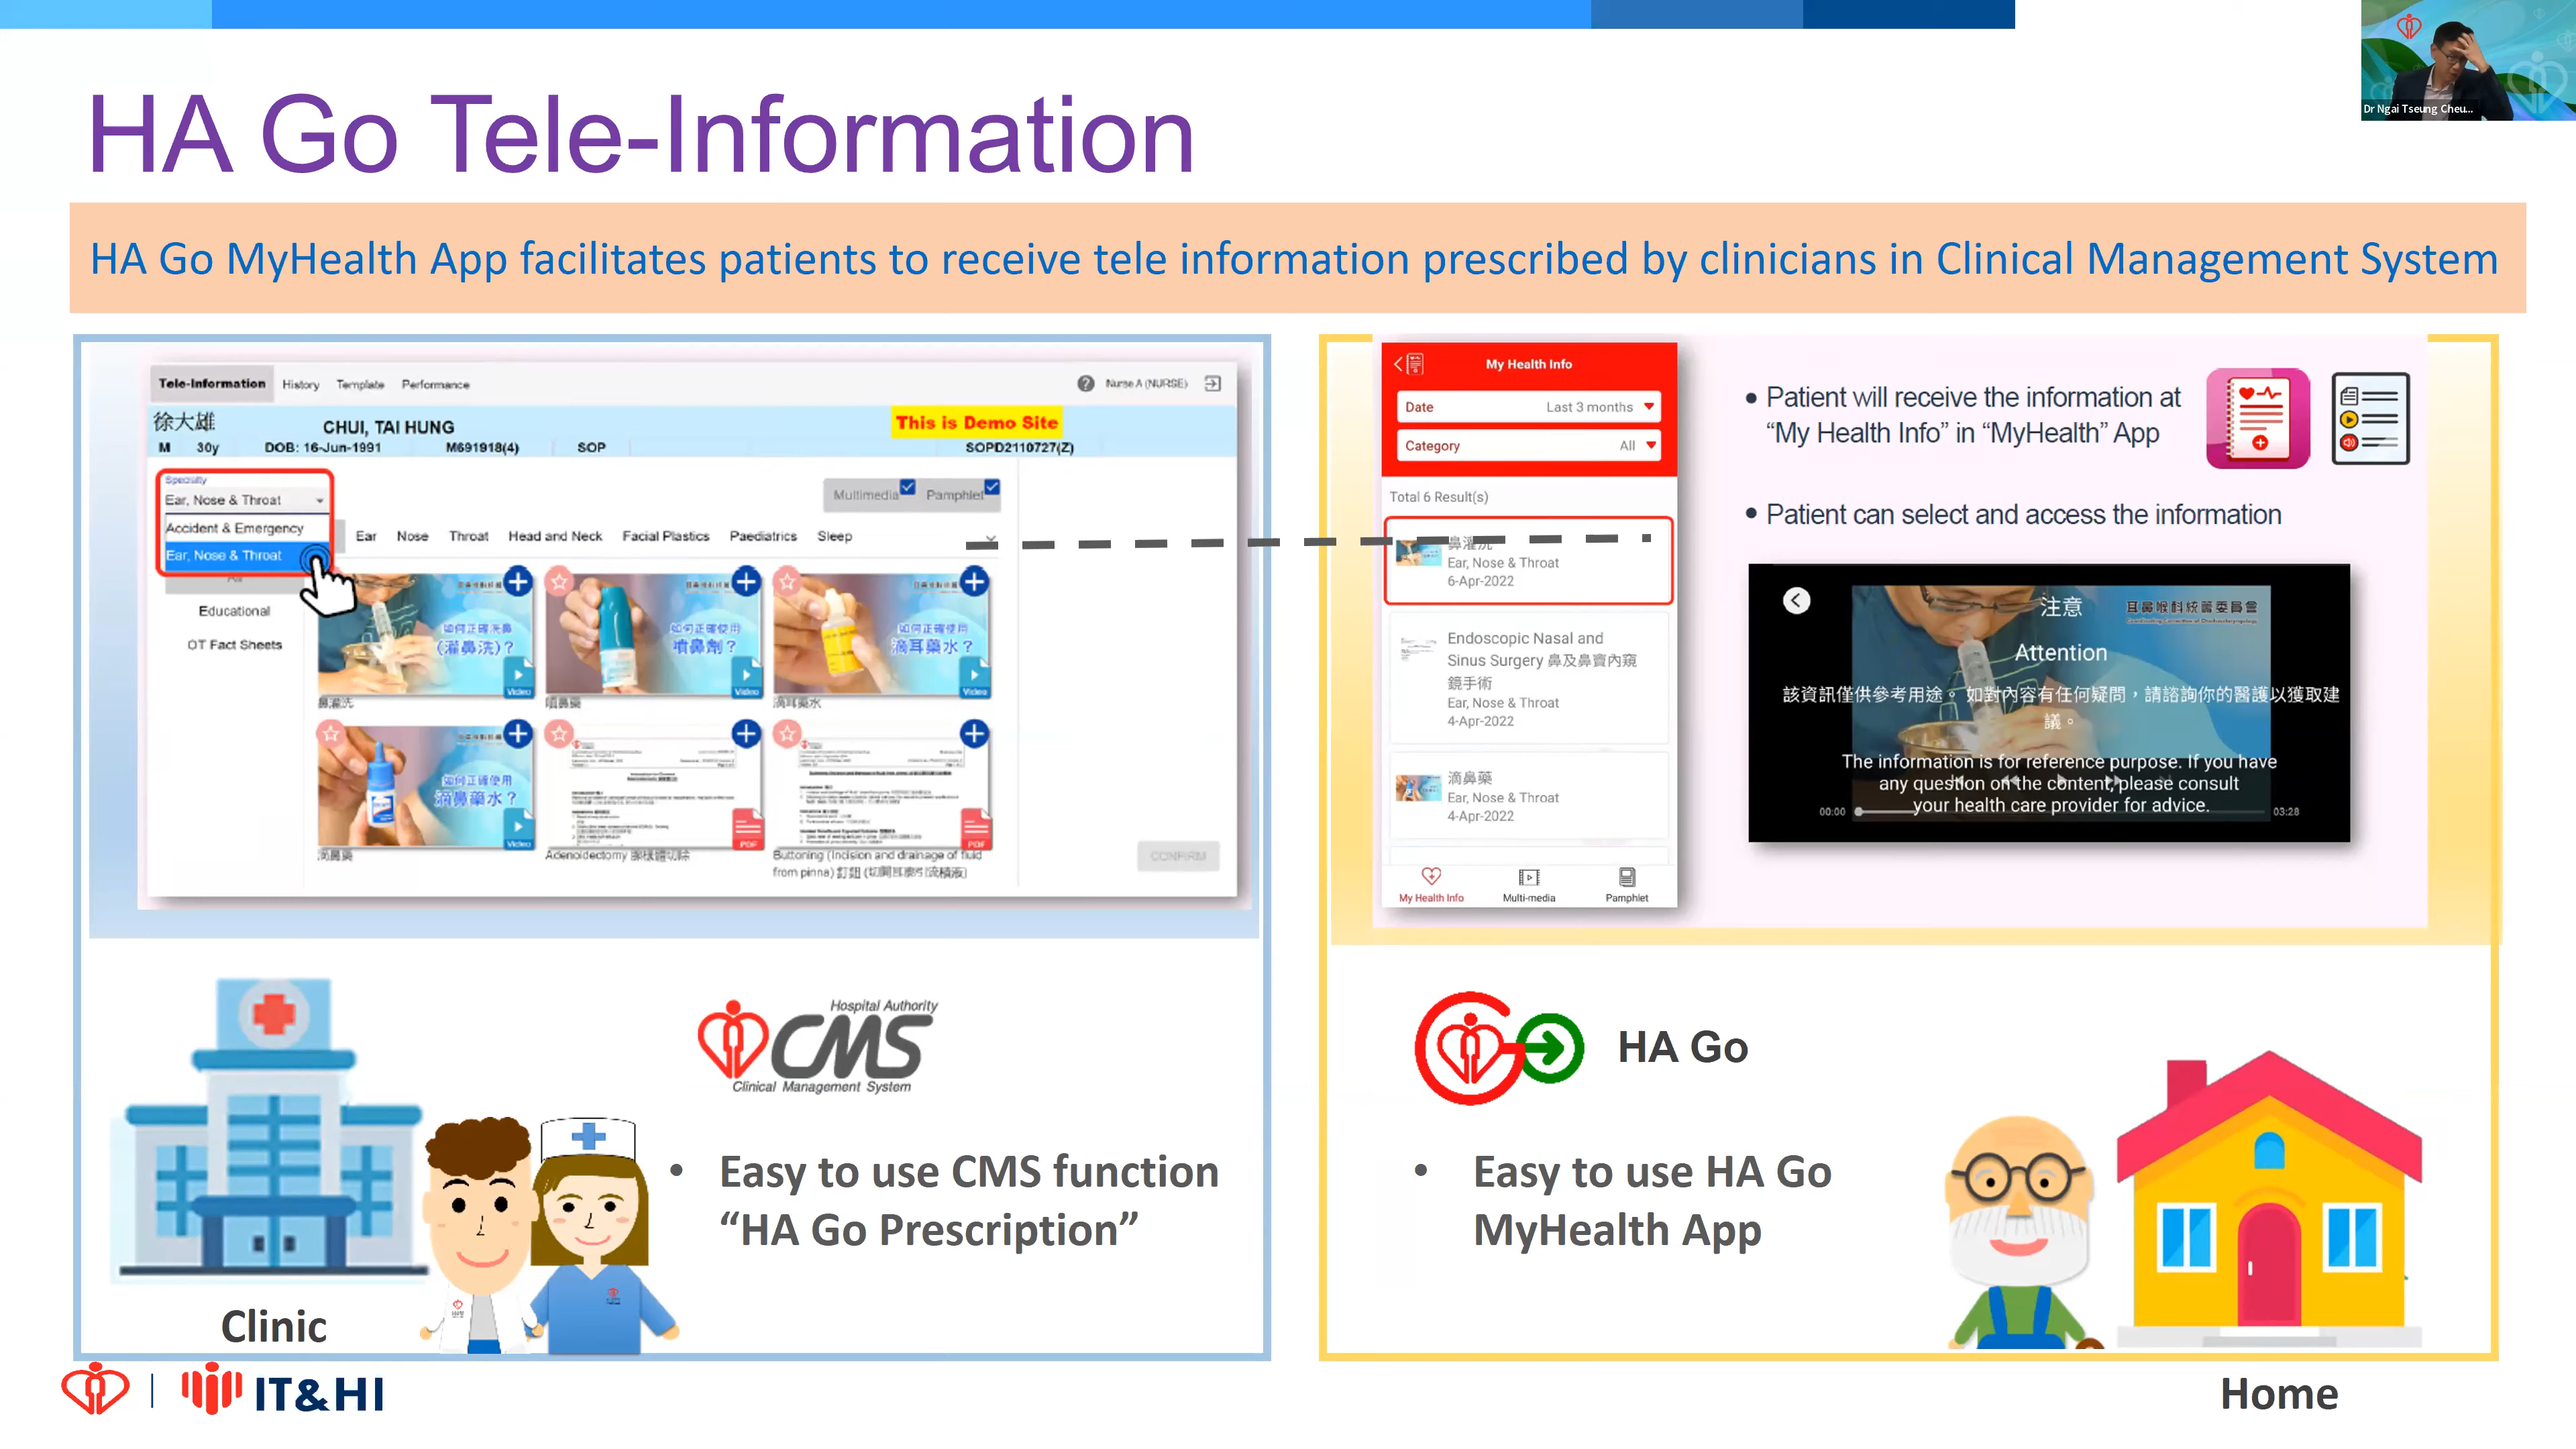 Dr Ngai Tseung Cheu...
HA Go Tele-Information
HA Go MyHealth App facilitates patients to receive tele information prescribed by clinicians in Clinical Management System
Tele-Information History Template Performance
Nurse A (NURSE)
徐大雄
CHUI, TAI HUNG
This is Demo Site
M 30y DOB: 16-Jun-1991 M691918(4) SOP SOPD2110727(Z)
Specialty
Ear, Nose & Throat
Accident & Emergency
Ear, Nose & Throat
Multimedia Pamphlet
Ear Nose Throat Head and Neck Facial Plastics Paediatrics Sleep
All
Educational
OT Fact Sheets
如何正確洗鼻
(灌鼻洗)?
Video
鼻灌洗
如何正確使用
噴鼻劑?
Video
噴鼻藥
如何正確使用
滴耳藥水?
Video
滴耳藥水
如何正確使用
滴鼻藥水?
Video
滴鼻藥
PDF
Adenoidectomy
PDF
Buttoning (Incision and drainage of fluid
from pinna)
CONFIRM
My Health Info
Date Last 3 months
Category All
Total 6 Result(s)
鼻灌洗
Ear, Nose & Throat
6-Apr-2022
Endoscopic Nasal and
Sinus Surgery 鼻及鼻竇內窺
鏡手術
Ear, Nose & Throat
4-Apr-2022
滴鼻藥
Ear, Nose & Throat
4-Apr-2022
My Health Info Multi-media Pamphlet
• Patient will receive the information at
“My Health Info” in “MyHealth” App
• Patient can select and access the information
注意
耳鼻喉科統籌委員會
Attention
該資訊僅供參考用途。如對內容有任何疑問，請諮詢你的醫護以獲取建
議。
The information is for reference purpose. If you have
any question on the content,please consult
your health care provider for advice.
00:00 03:28
Hospital Authority
CMS
Clinical Management System
• Easy to use CMS function
“HA Go Prescription”
Clinic
HA Go
• Easy to use HA Go
MyHealth App
Home
IT&HI